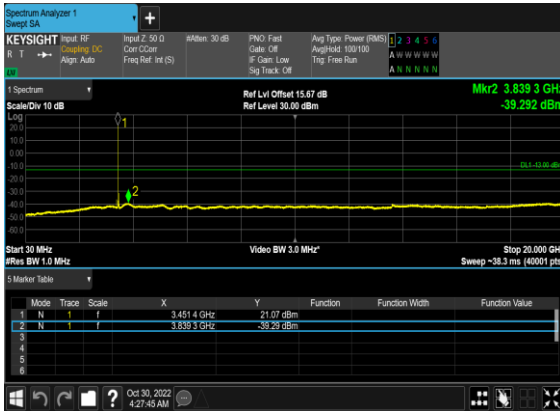 Spectrum Analyzer 1
Swept SA
+
KEYSIGHT Input: RF Input Z: 50 Ω #Atten: 30 dB PNO: Fast Avg Type: Power (RMS) 1 2 3 4 5 6
R T Coupling: DC Corr CCorr Gate: Off Avg|Hold: 100/100 A W W W W W
Align: Auto Freq Ref: Int (S) IF Gain: Low Trig: Free Run
Sig Track: Off A N N N N N
1 Spectrum
Ref Lvl Offset 15.67 dB Mkr2 3.839 3 GHz
Scale/Div 10 dB Ref Level 30.00 dBm -39.292 dBm
Log
1
20.0
10.0
0.00
-10.0
DL1 -13.00 dBm
-20.0
-30.0
2
-40.0
-50.0
-60.0
Start 30 MHz Video BW 3.0 MHz* Stop 20.000 GH
#Res BW 1.0 MHz Sweep ~38.3 ms (40001 pts
5 Marker Table
Mode Trace Scale X Y Function Function Width Function Value
1 N 1 f 3.451 4 GHz 21.07 dBm
2 N 1 f 3.839 3 GHz -39.29 dBm
3
4
5
6
? Oct 30, 2022
4:27:45 AM